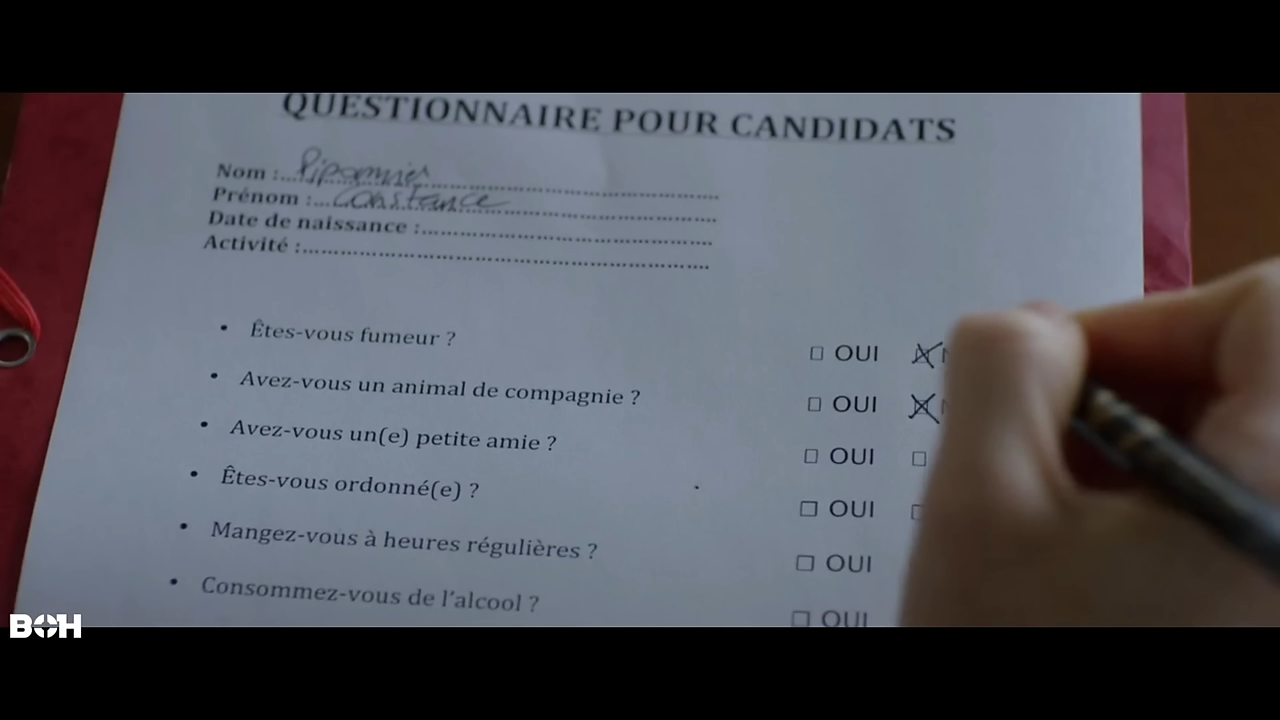 QUESTIONNAIRE POUR CANDIDATS
Nom : Pipomnier
Prénom : Constance
Date de naissance :
Activité :
• Êtes-vous fumeur ? □ OUI
• Avez-vous un animal de compagnie ? □ OUI
• Avez-vous un(e) petite amie ? □ OUI □
• Êtes-vous ordonné(e) ? □ OUI
• Mangez-vous à heures régulières ? □ OUI
• Consommez-vous de l'alcool ? □ OUI
BOH